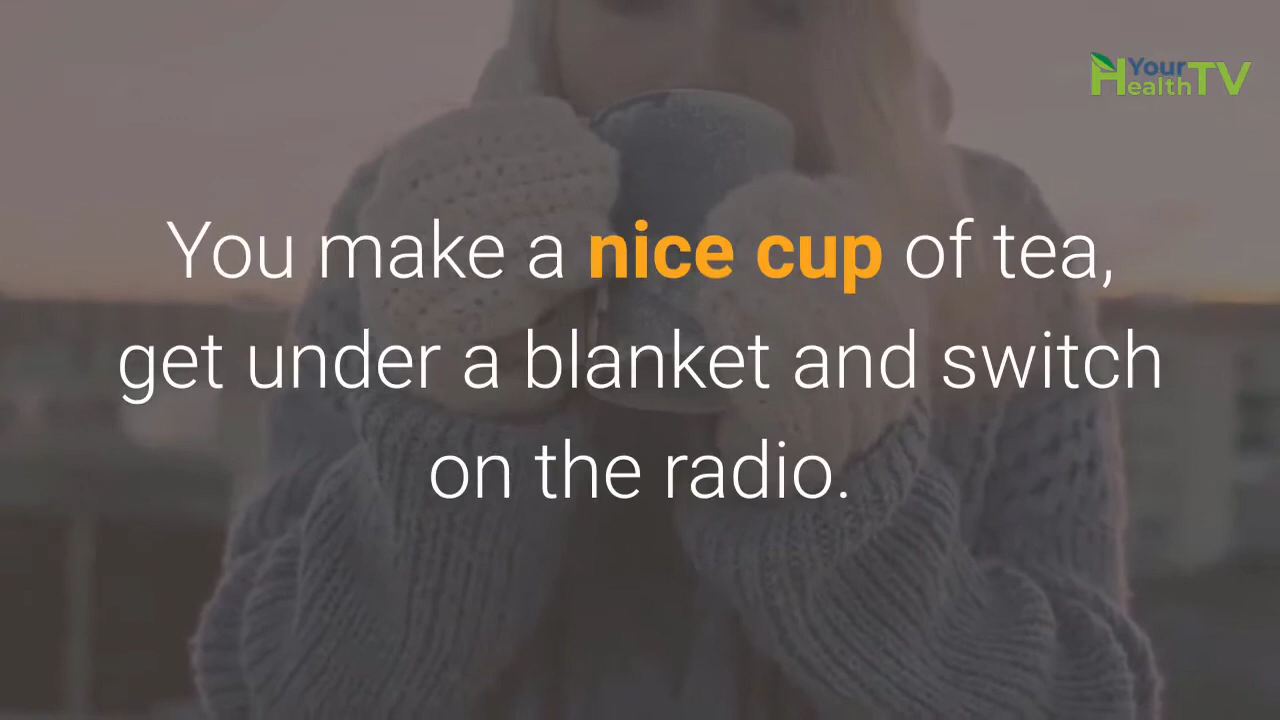 Your
HealthTV
You make a nice cup of tea,
get under a blanket and switch
on the radio.